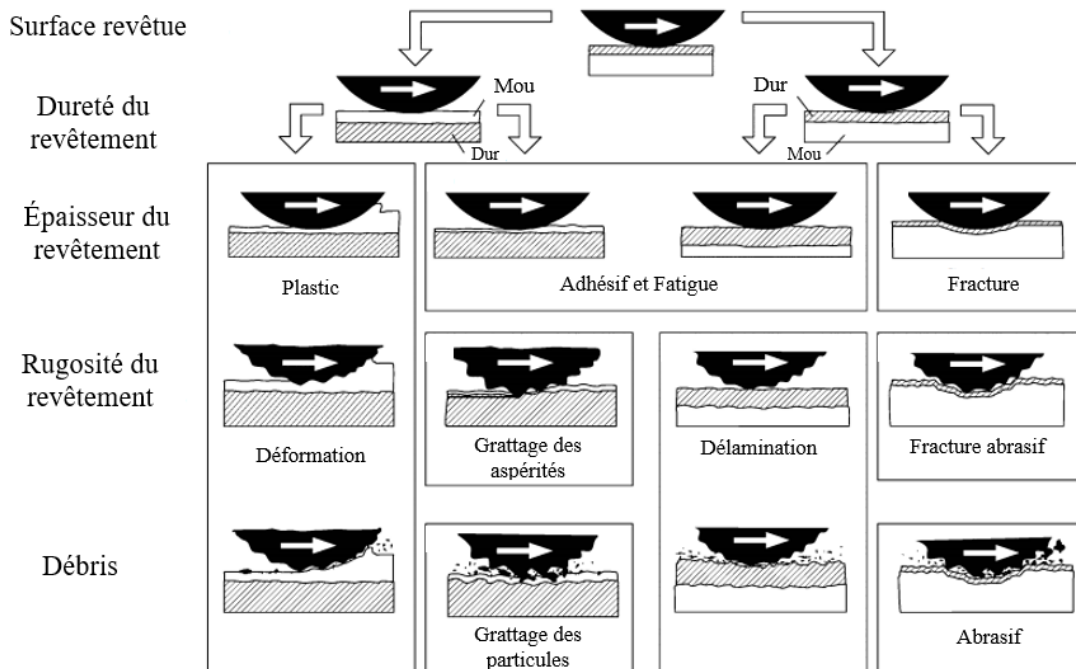 Surface revêtue
Dureté du
revêtement
Mou
Dur
Dur
Mou
Épaisseur du
revêtement
Plastic
Adhésif et Fatigue
Fracture
Rugosité du
revêtement
Déformation
Grattage des
aspérités
Délamination
Fracture abrasif
Débris
Grattage des
particules
Abrasif